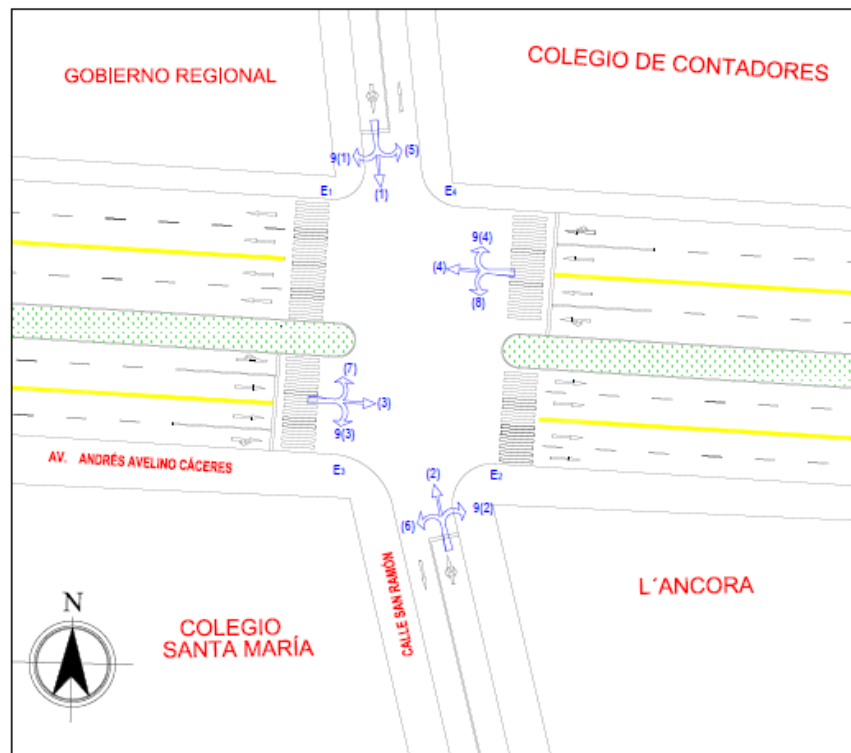 GOBIERNO REGIONAL
COLEGIO DE CONTADORES
9(1)
(5)
(1)
E1
E4
9(4)
(4)
(8)
(7)
(3)
9(3)
AV. ANDRÉS AVELINO CÁCERES
E3
E2
(2)
(6)
9(2)
CALLE SAN RAMÓN
L´ANCORA
N
COLEGIO
SANTA MARÍA